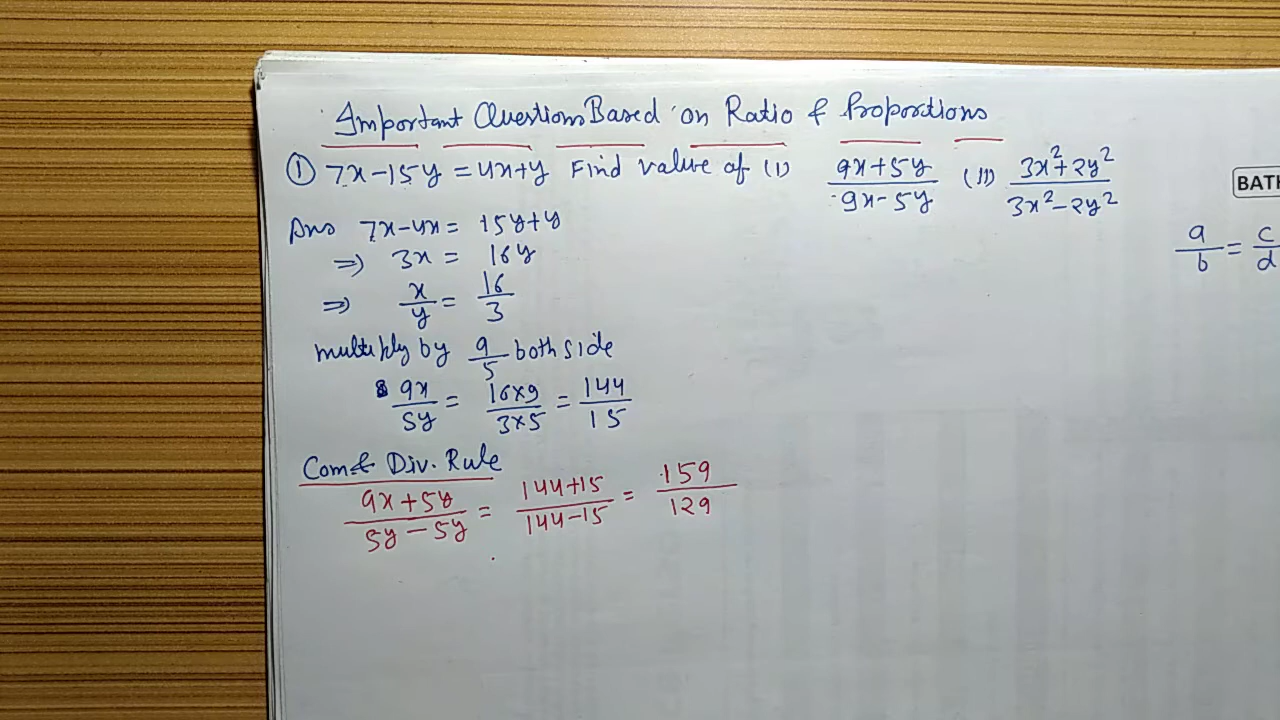 Important Questions Based on Ratio & Proportions
① 7x-15y = 4x+y Find value of (I) 9x+5y/9x-5y (II) 3x²+2y²/3x²-2y²
BATH
Ans 7x-4x = 15y+y
a/b = c/d
⇒ 3x = 16y
⇒ x/y = 16/3
multiply by 9/5 both side
9x/5y = 16×9/3×5 = 144/15
Com & Div. Rule
9x+5y/5y-5y = 144+15/144-15 = 159/129